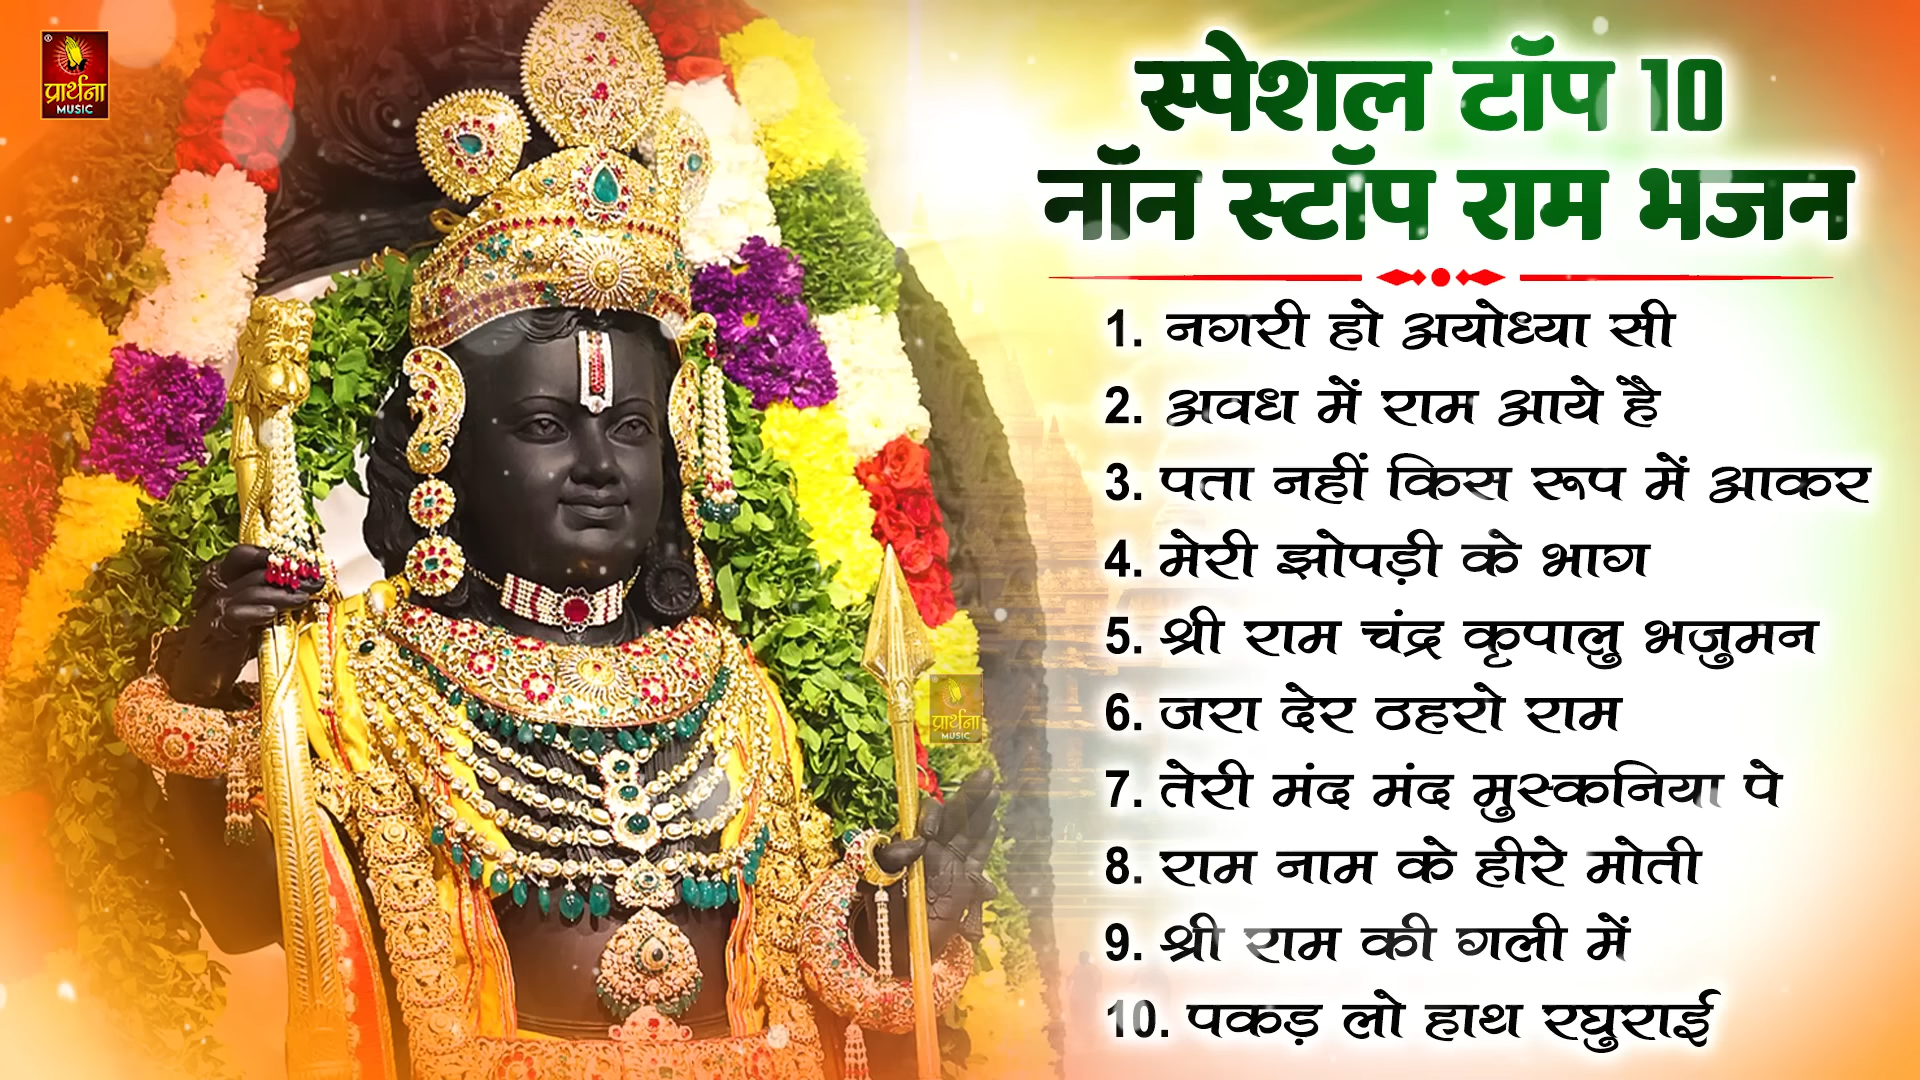 प्रार्थना
MUSIC
स्पेशल टॉप 10
नॉन स्टॉप राम भजन
1. नगरी हो अयोध्या सी
2. अवध में राम आये है
3. पता नहीं किस रूप में आकर
4. मेरी झोपड़ी के भाग
5. श्री राम चंद्र कृपालु भजुमन
6. जरा देर ठहरो राम
7. तेरी मंद मंद मुस्कनिया पे
8. राम नाम के हीरे मोती
9. श्री राम की गली में
10. पकड़ लो हाथ रघुराई
प्रार्थना
MUSIC